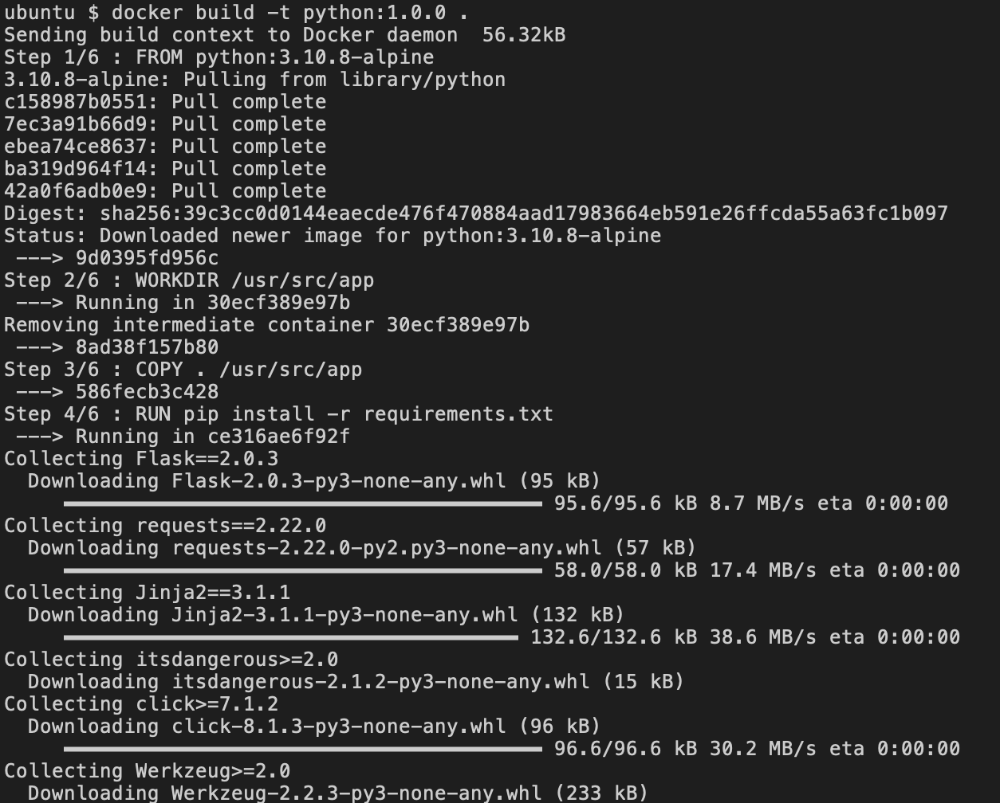 ubuntu $ docker build -t python:1.0.0 .
Sending build context to Docker daemon  56.32kB
Step 1/6 : FROM python:3.10.8-alpine
3.10.8-alpine: Pulling from library/python
c158987b0551: Pull complete
7ec3a91b66d9: Pull complete
ebea74ce8637: Pull complete
ba319d964f14: Pull complete
42a0f6adb0e9: Pull complete
Digest: sha256:39c3cc0d0144eaecde476f470884aad17983664eb591e26ffcda55a63fc1b097
Status: Downloaded newer image for python:3.10.8-alpine
 ---> 9d0395fd956c
Step 2/6 : WORKDIR /usr/src/app
 ---> Running in 30ecf389e97b
Removing intermediate container 30ecf389e97b
 ---> 8ad38f157b80
Step 3/6 : COPY . /usr/src/app
 ---> 586fecb3c428
Step 4/6 : RUN pip install -r requirements.txt
 ---> Running in ce316ae6f92f
Collecting Flask==2.0.3
  Downloading Flask-2.0.3-py3-none-any.whl (95 kB)
     95.6/95.6 kB 8.7 MB/s eta 0:00:00
Collecting requests==2.22.0
  Downloading requests-2.22.0-py2.py3-none-any.whl (57 kB)
     58.0/58.0 kB 17.4 MB/s eta 0:00:00
Collecting Jinja2==3.1.1
  Downloading Jinja2-3.1.1-py3-none-any.whl (132 kB)
     132.6/132.6 kB 38.6 MB/s eta 0:00:00
Collecting itsdangerous>=2.0
  Downloading itsdangerous-2.1.2-py3-none-any.whl (15 kB)
Collecting click>=7.1.2
  Downloading click-8.1.3-py3-none-any.whl (96 kB)
     96.6/96.6 kB 30.2 MB/s eta 0:00:00
Collecting Werkzeug>=2.0
  Downloading Werkzeug-2.2.3-py3-none-any.whl (233 kB)